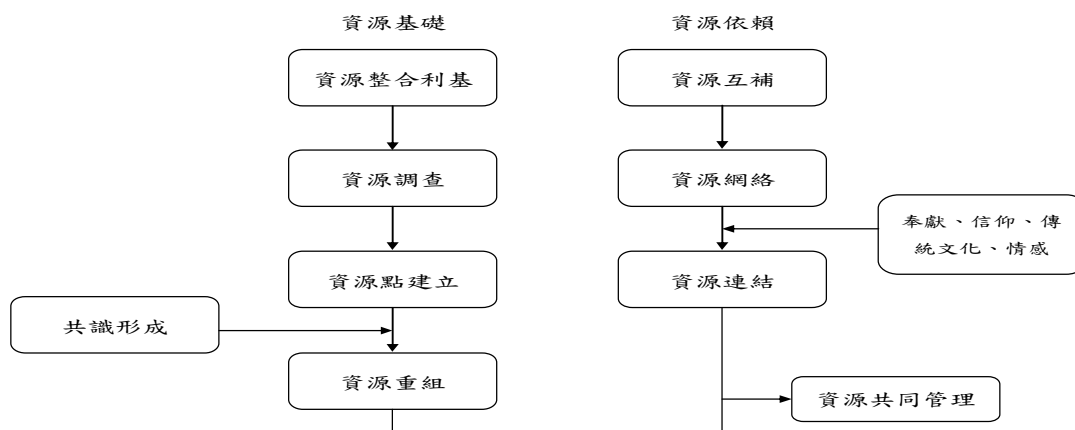 資源基礎
資源依賴
資源整合利基
資源互補
資源調查
資源網絡
奉獻、信仰、傳
統文化、情感
資源點建立
資源連結
共識形成
資源重組
資源共同管理